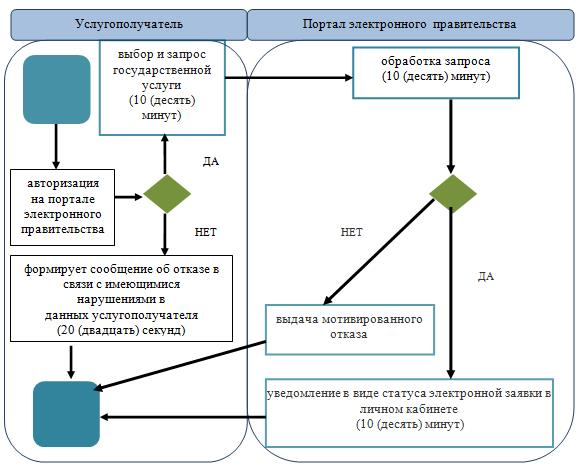 Услугополучатель
Портал электронного правительства
выбор и запрос
государственной
услуги
(10 (десять)
минут)
обработка запроса
(10 (десять) минут)
ДА
авторизация
на портале
электронного
правительства
НЕТ
НЕТ
ДА
формирует сообщение об отказе в
связи с имеющимися
нарушениями в
данных услугополучателя
(20 (двадцать) секунд)
выдача мотивированного
отказа
уведомление в виде статуса электронной заявки в
личном кабинете
(10 (десять) минут)